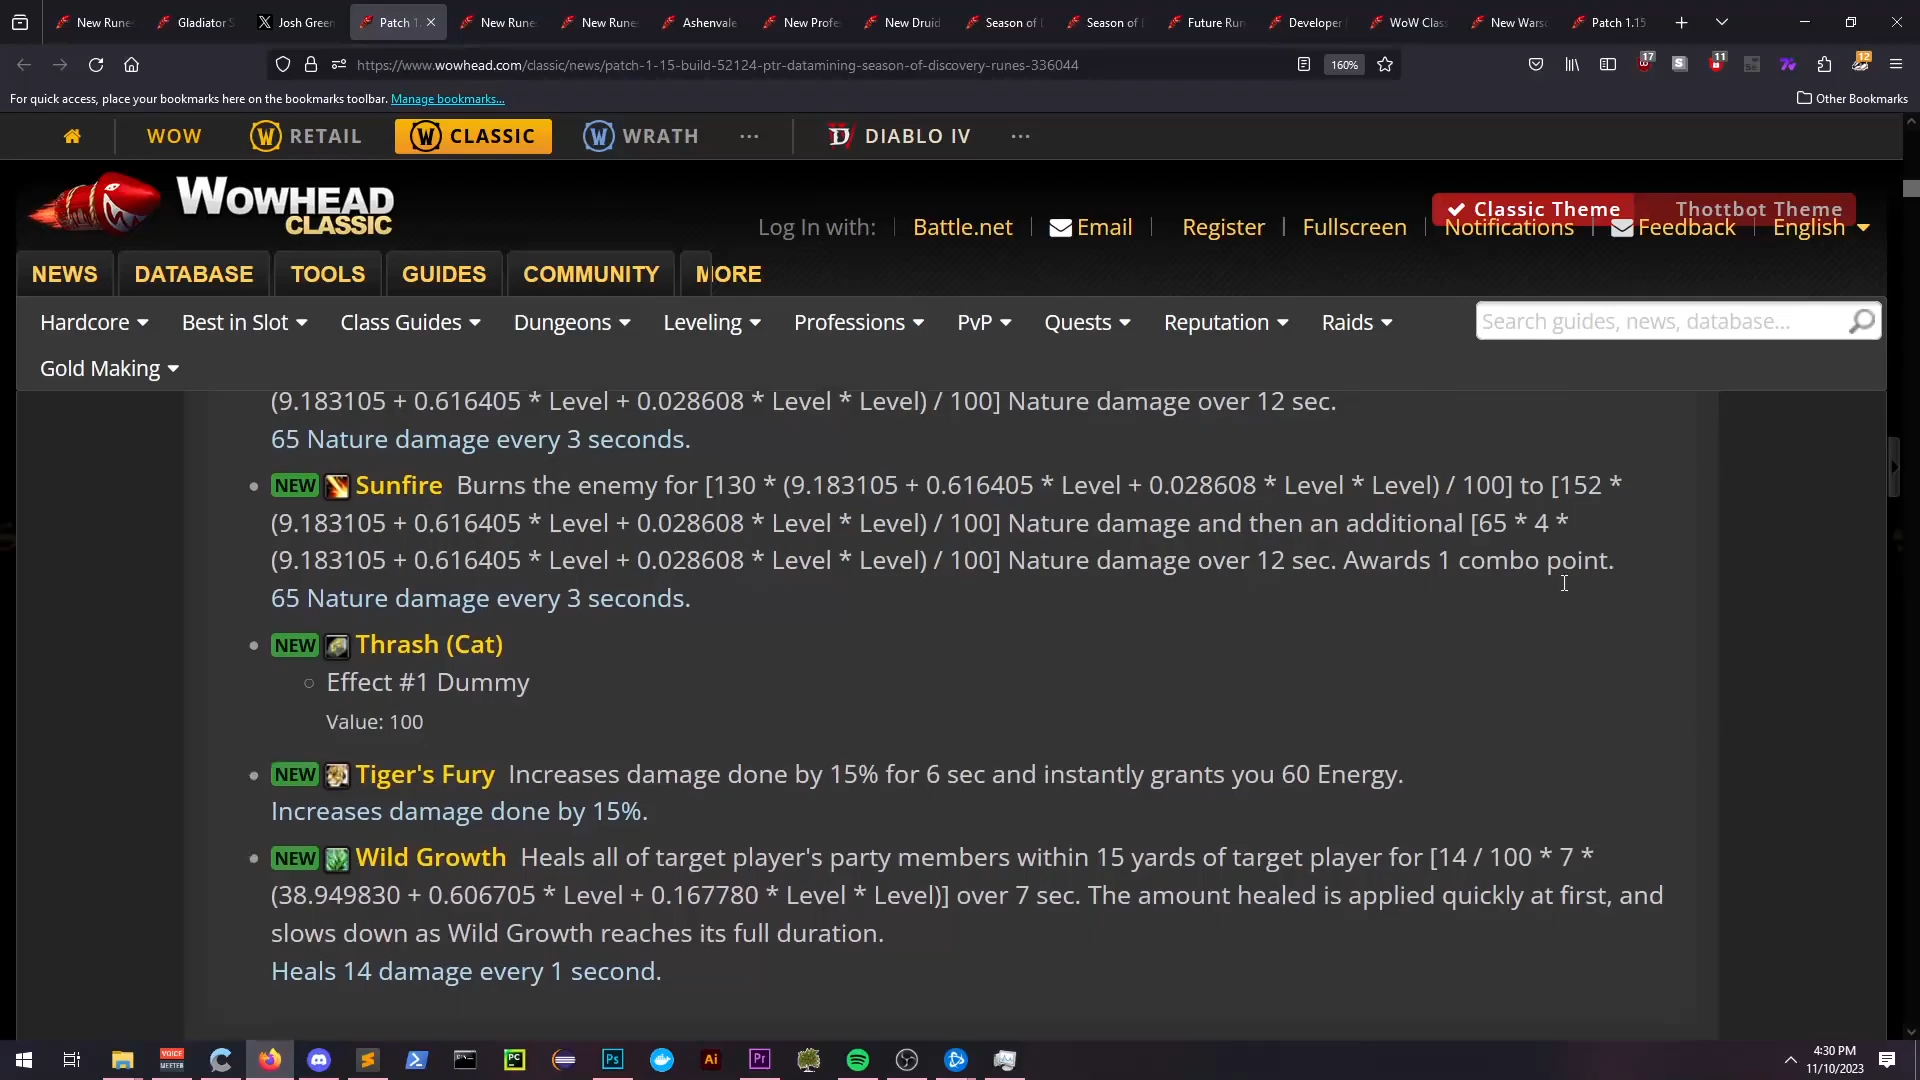 New Rune
Gladiator S
Josh Green
Patch 1.
New Rune
New Rune
Ashenvale
New Profe
New Druid
Season of
Season of
Future Run
Developer
WoW Clas
New Warso
Patch 1.15
https://www.wowhead.com/classic/news/patch-1-15-build-52124-ptr-datamining-season-of-discovery-runes-336044
160%
17
11
12
For quick access, place your bookmarks here on the bookmarks toolbar. Manage bookmarks...
Other Bookmarks
WOW
RETAIL
CLASSIC
WRATH
DIABLO IV
WOWHEAD
CLASSIC
Classic Theme
Thottbot Theme
Log In with:
Battle.net
Email
Register
Fullscreen
Notifications
Feedback
English
NEWS
DATABASE
TOOLS
GUIDES
COMMUNITY
MORE
Hardcore
Best in Slot
Class Guides
Dungeons
Leveling
Professions
PvP
Quests
Reputation
Raids
Search guides, news, database...
Gold Making
(9.183105 + 0.616405 * Level + 0.028608 * Level * Level) / 100] Nature damage over 12 sec.
65 Nature damage every 3 seconds.
NEW Sunfire Burns the enemy for [130 * (9.183105 + 0.616405 * Level + 0.028608 * Level * Level) / 100] to [152 *
(9.183105 + 0.616405 * Level + 0.028608 * Level * Level) / 100] Nature damage and then an additional [65 * 4 *
(9.183105 + 0.616405 * Level + 0.028608 * Level * Level) / 100] Nature damage over 12 sec. Awards 1 combo point.
65 Nature damage every 3 seconds.
NEW Thrash (Cat)
Effect #1 Dummy
Value: 100
NEW Tiger's Fury Increases damage done by 15% for 6 sec and instantly grants you 60 Energy.
Increases damage done by 15%.
NEW Wild Growth Heals all of target player's party members within 15 yards of target player for [14 / 100 * 7 *
(38.949830 + 0.606705 * Level + 0.167780 * Level * Level)] over 7 sec. The amount healed is applied quickly at first, and
slows down as Wild Growth reaches its full duration.
Heals 14 damage every 1 second.
VOICE
MEETER
PC
Ps
Ai
Pr
4:30 PM
11/10/2023